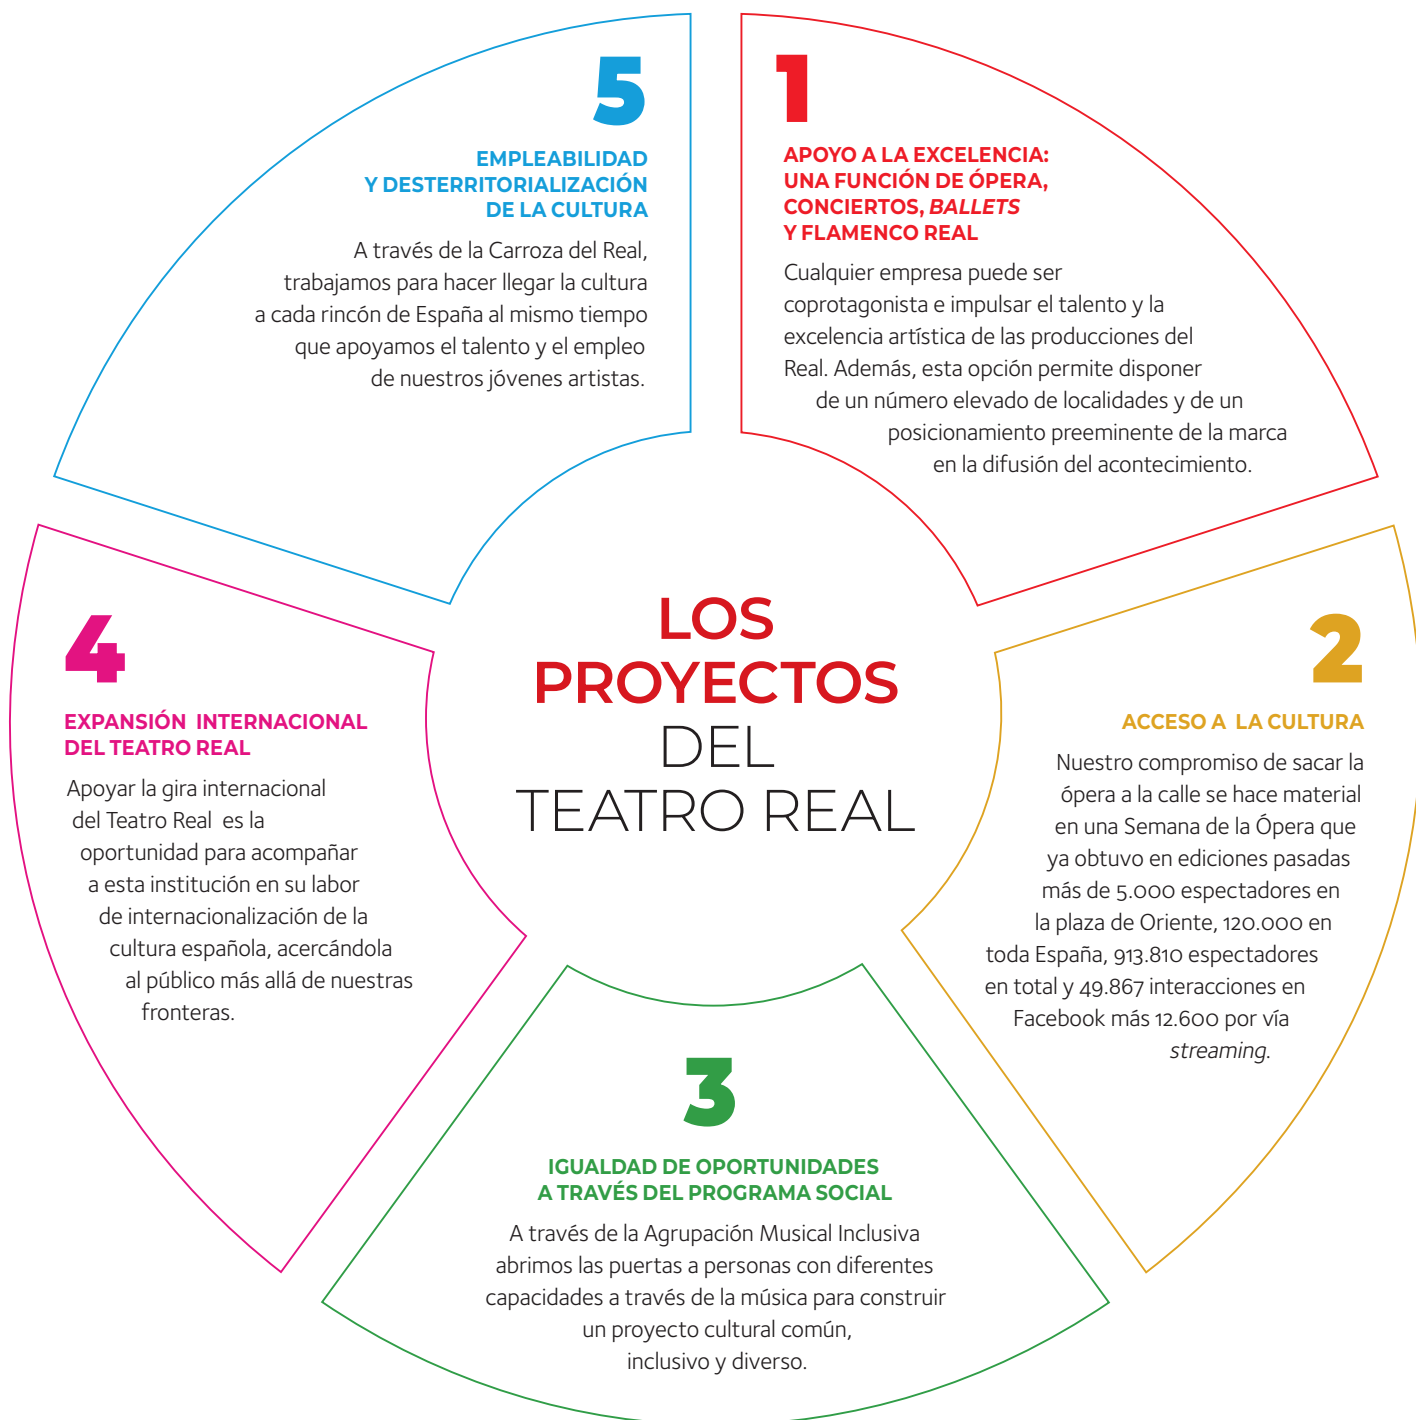 LOS
PROYECTOS
DEL
TEATRO REAL
1
APOYO A LA EXCELENCIA:
UNA FUNCIÓN DE ÓPERA,
CONCIERTOS, BALLETS
Y FLAMENCO REAL
Cualquier empresa puede ser
coprotagonista e impulsar el talento y la
excelencia artística de las producciones del
Real. Además, esta opción permite disponer
de un número elevado de localidades y de un
posicionamiento preeminente de la marca
en la difusión del acontecimiento.
2
ACCESO A LA CULTURA
Nuestro compromiso de sacar la
ópera a la calle se hace material
en una Semana de la Ópera que
ya obtuvo en ediciones pasadas
más de 5.000 espectadores en
la plaza de Oriente, 120.000 en
toda España, 913.810 espectadores
en total y 49.867 interacciones en
Facebook más 12.600 por vía
streaming.
3
IGUALDAD DE OPORTUNIDADES
A TRAVÉS DEL PROGRAMA SOCIAL
A través de la Agrupación Musical Inclusiva
abrimos las puertas a personas con diferentes
capacidades a través de la música para construir
un proyecto cultural común,
inclusivo y diverso.
4
EXPANSIÓN INTERNACIONAL
DEL TEATRO REAL
Apoyar la gira internacional
del Teatro Real es la
oportunidad para acompañar
a esta institución en su labor
de internacionalización de la
cultura española, acercándola
al público más allá de nuestras
fronteras.
5
EMPLEABILIDAD
Y DESTERRITORIALIZACIÓN
DE LA CULTURA
A través de la Carroza del Real,
trabajamos para hacer llegar la cultura
a cada rincón de España al mismo tiempo
que apoyamos el talento y el empleo
de nuestros jóvenes artistas.